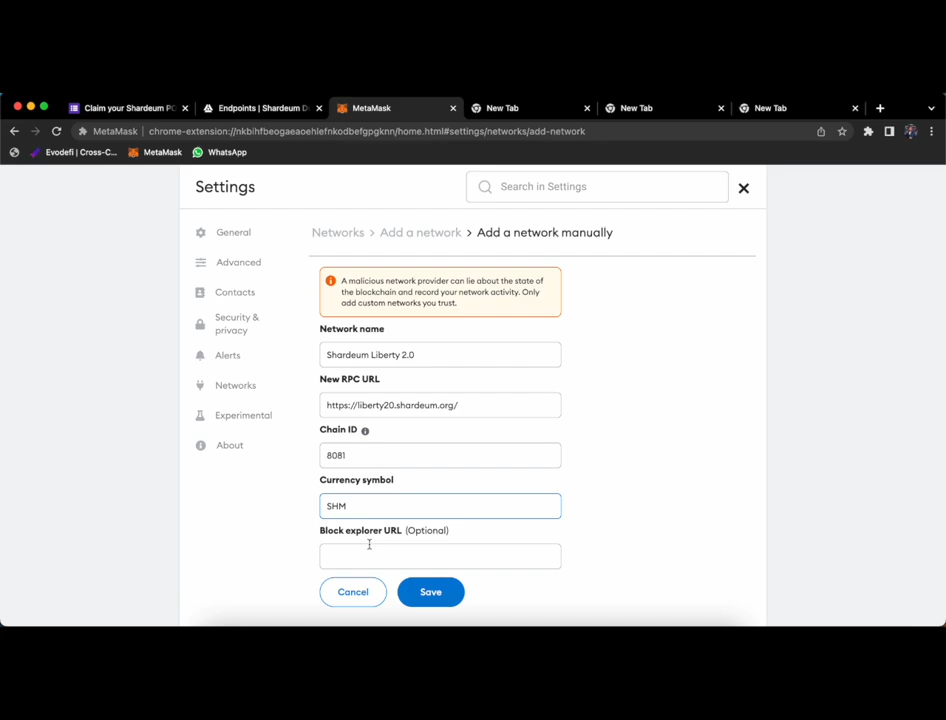 Claim your Shardeum PO
Endpoints | Shardeum D
MetaMask
New Tab
New Tab
New Tab
MetaMask
chrome-extension://nkbihfbeogaeaoehlefnkodbefgpgknn/home.html#settings/networks/add-network
Evodefi | Cross-C...
MetaMask
WhatsApp
Settings
Search in Settings
General
Advanced
Contacts
Security &
privacy
Alerts
Networks
Experimental
About
Networks > Add a network > Add a network manually
A malicious network provider can lie about the state of
the blockchain and record your network activity. Only
add custom networks you trust.
Network name
Shardeum Liberty 2.0
New RPC URL
https://liberty20.shardeum.org/
Chain ID
8081
Currency symbol
SHM
Block explorer URL (Optional)
Cancel
Save